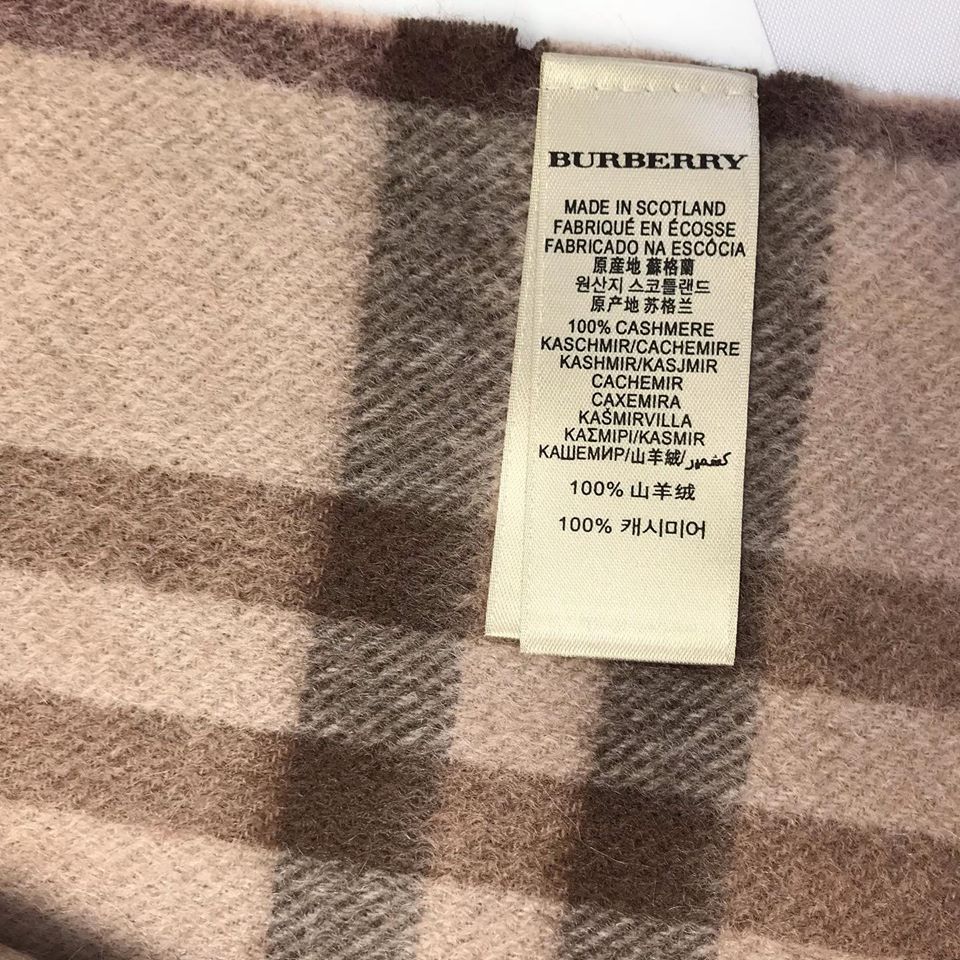 BURBERRY
MADE IN SCOTLAND
FABRIQUÉ EN ÉCOSSE
FABRICADO NA ESCÓCIA
原産地 蘇格蘭
원산지 스코틀랜드
原产地 苏格兰
100% CASHMERE
KASCHMIR/CACHEMIRE
KASHMIR/KASJMIR
CACHEMIR
CAXEMIRA
KAŠMIRVILLA
ΚΑΣΜΙΡΙ/KASMIR
КАШЕМИР/山羊絨/كشمير
100% 山羊绒
100% 캐시미어